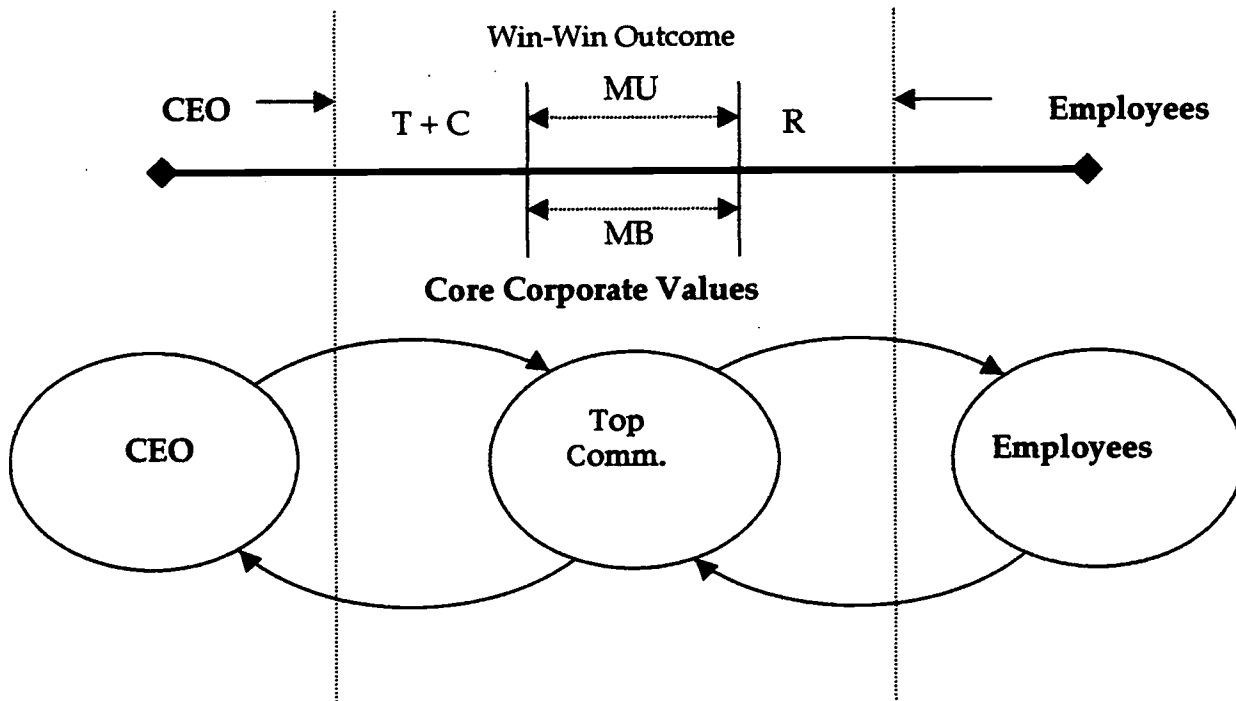 Win-Win Outcome
CEO
MU
Employees
T + C
R
MB
Core Corporate Values
CEO
Top
Comm.
Employees